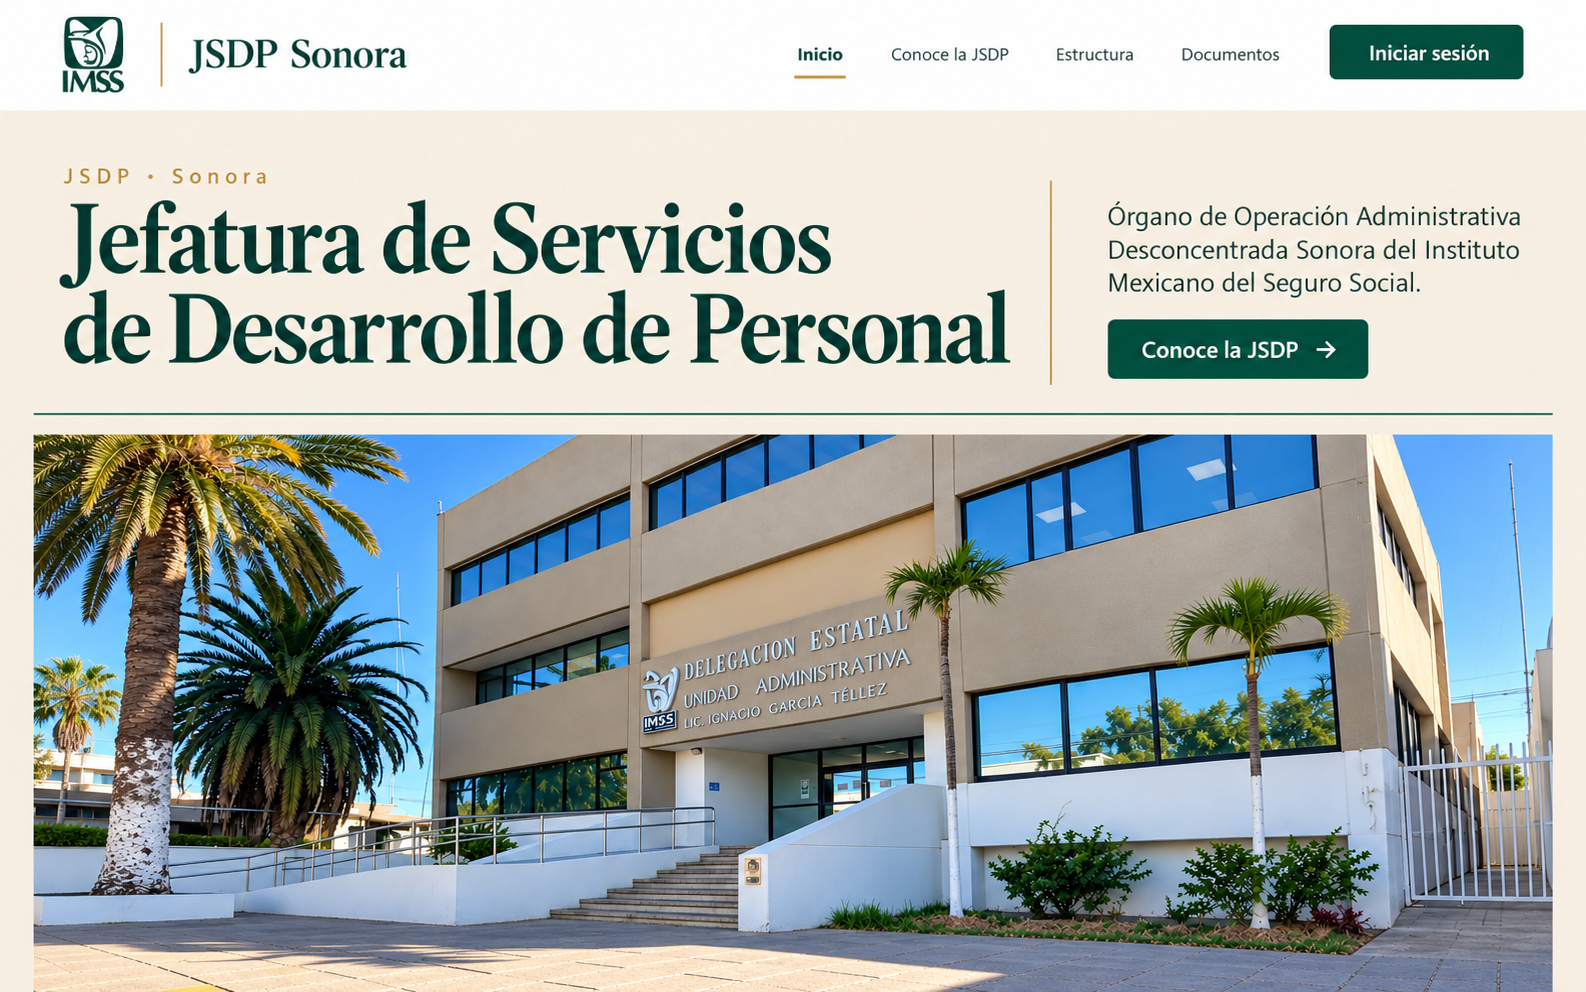 IMSS
JSDP Sonora
Inicio
Conoce la JSDP
Estructura
Documentos
Iniciar sesión
JSDP • Sonora
Jefatura de Servicios
de Desarrollo de Personal
Órgano de Operación Administrativa
Desconcentrada Sonora del Instituto
Mexicano del Seguro Social.
Conoce la JSDP →
DELEGACION ESTATAL
UNIDAD ADMINISTRATIVA
LIC. IGNACIO GARCIA TÉLLEZ
IMSS